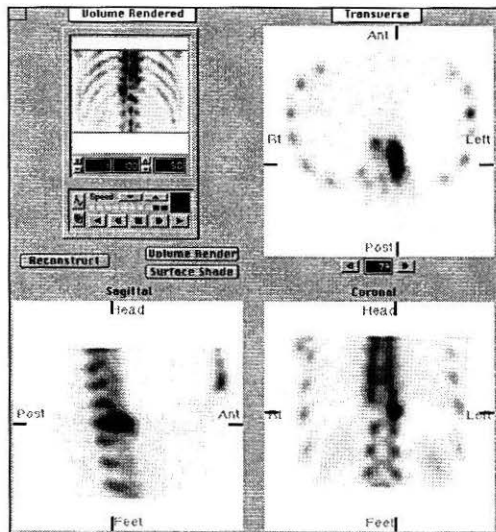 Volume Rendered
Transverse
Ant
Rt
Left
Post
Speed
Reconstruct
Volume Render
Surface Shade
Sagittal
Head
Post
Ant
Feet
Coronal
Head
Rt
Left
Feet